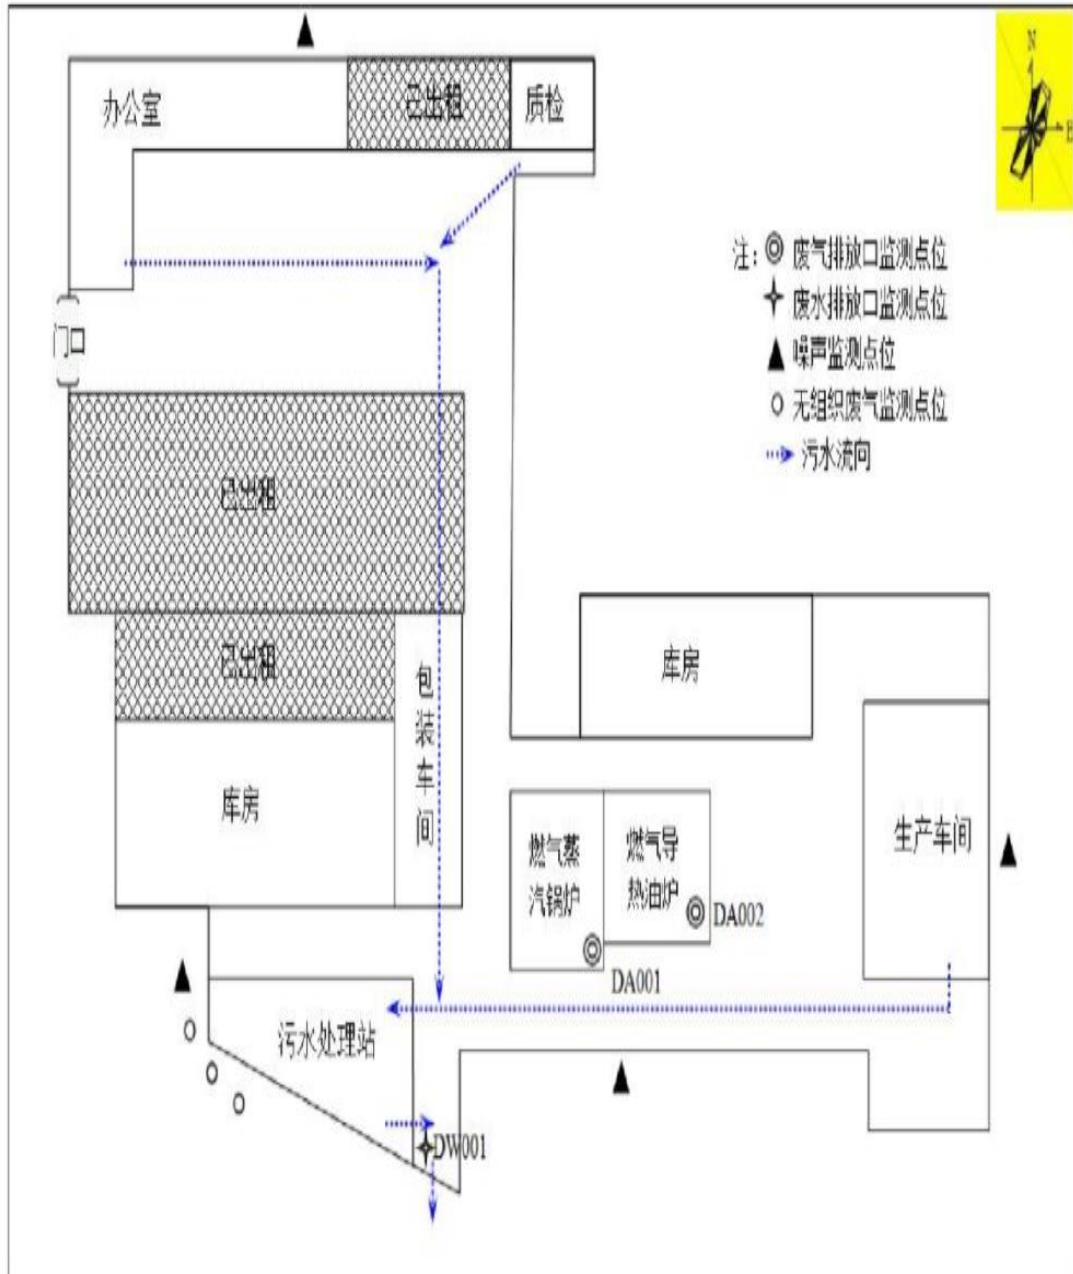 N
E
办公室
已出租
质检
注：
废气排放口监测点位
废水排放口监测点位
噪声监测点位
无组织废气监测点位
污水流向
门口
已出租
已出租
包装车间
库房
库房
生产车间
燃气蒸
汽锅炉
燃气导
热油炉
DA002
DA001
污水处理站
DW001